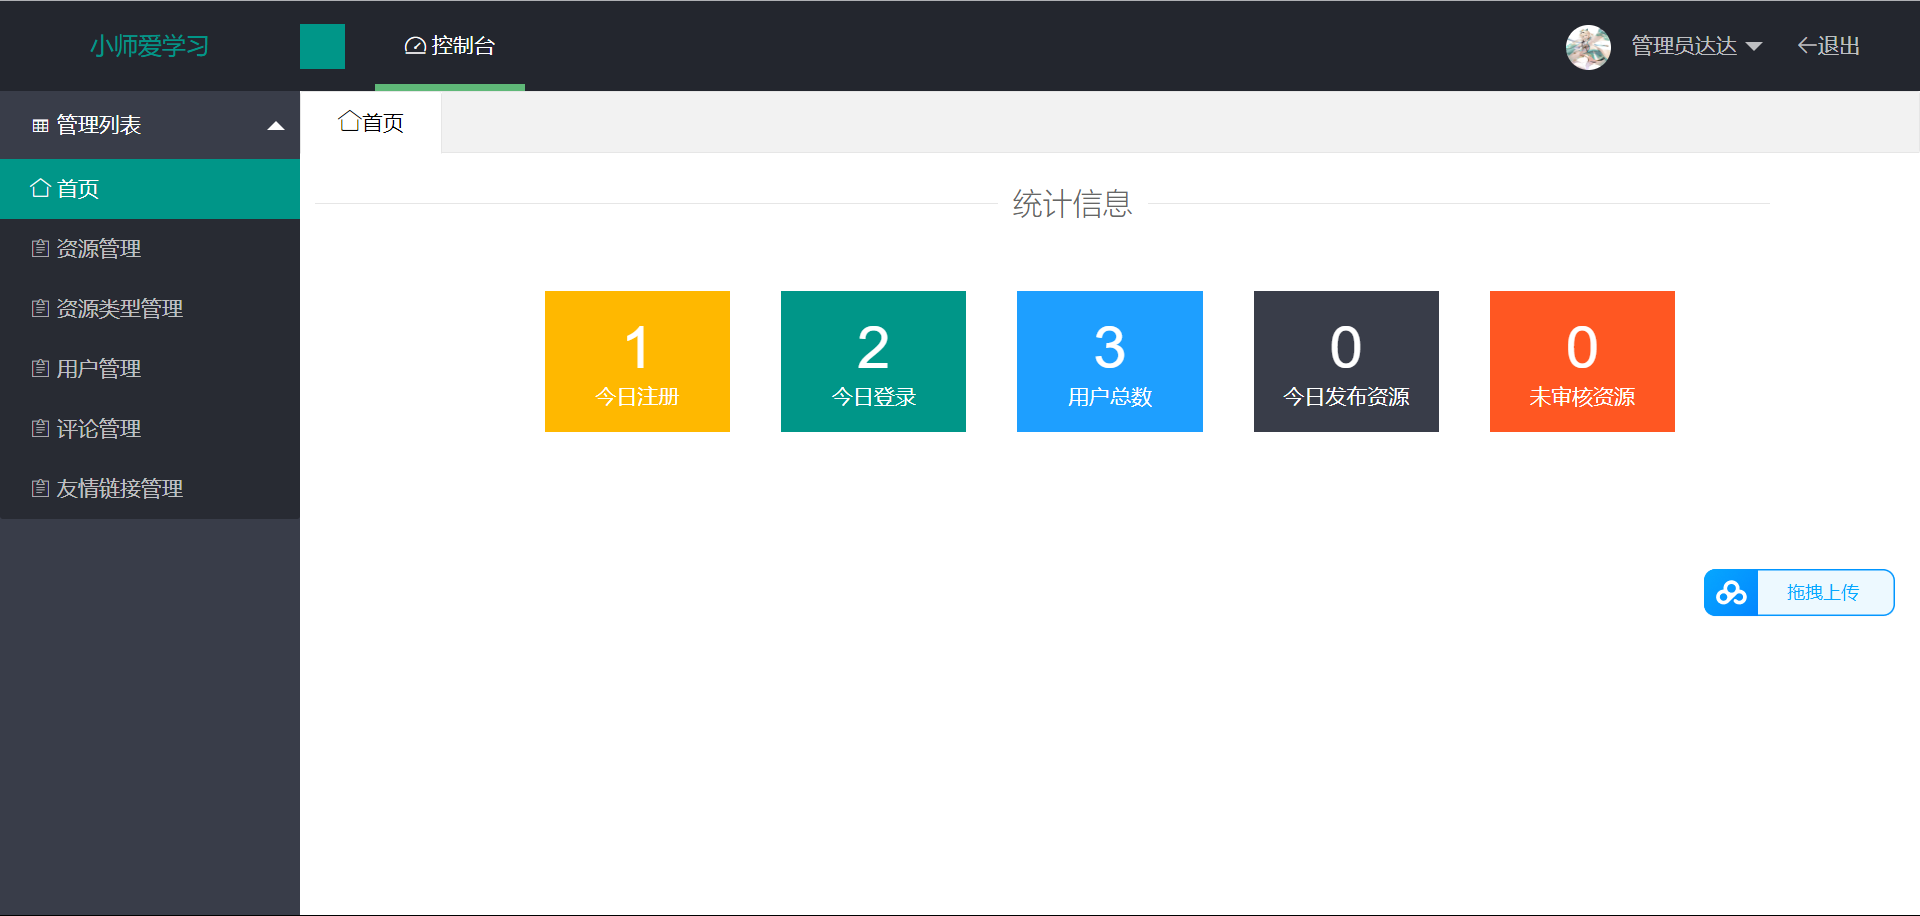 小师爱学习
控制台
管理员达达
退出
管理列表
首页
资源管理
资源类型管理
用户管理
评论管理
友情链接管理
首页
统计信息
1
今日注册
2
今日登录
3
用户总数
0
今日发布资源
0
未审核资源
拖拽上传